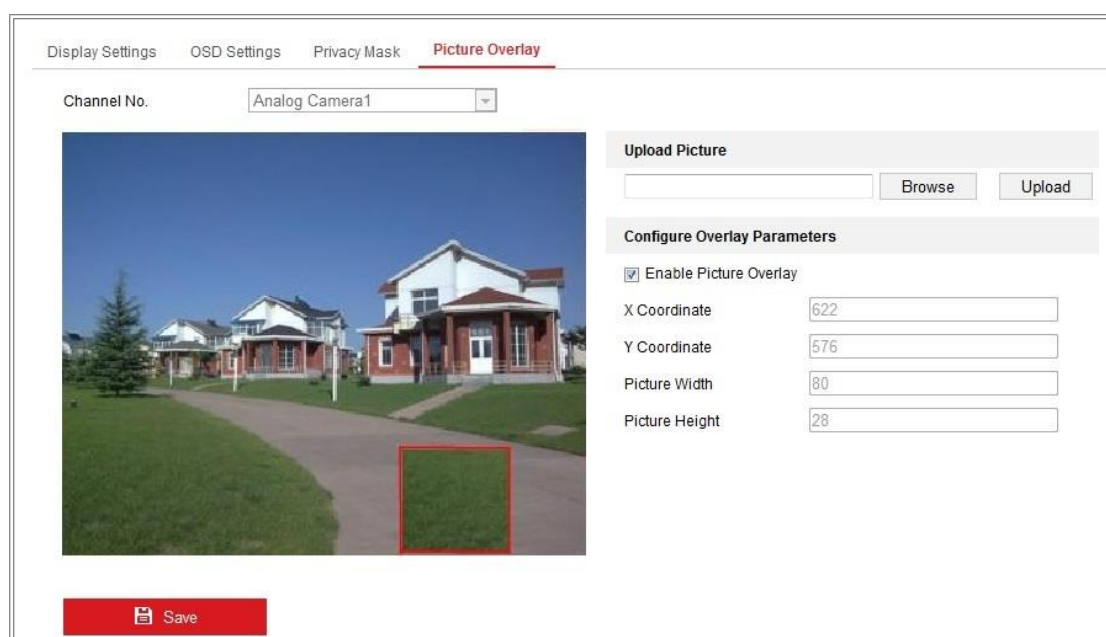 Display Settings OSD Settings Privacy Mask Picture Overlay
Channel No. Analog Camera1
Upload Picture
Browse Upload
Configure Overlay Parameters
Enable Picture Overlay
X Coordinate 622
Y Coordinate 576
Picture Width 80
Picture Height 28
Save